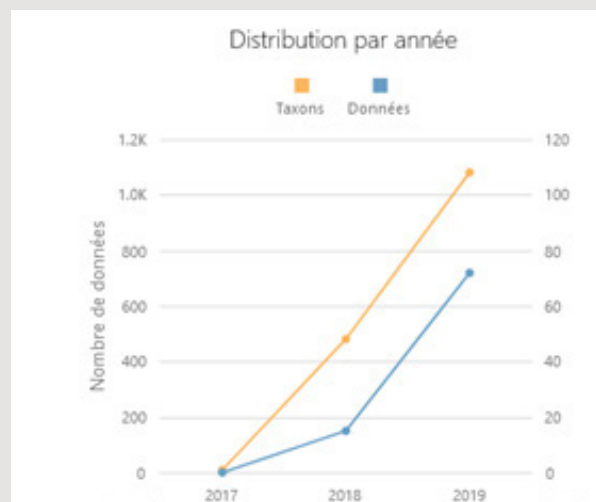 Distribution par année
Taxons Données
1.2K 120
1.0K 100
800 80
600 60
400 40
200 20
0 0
Nombre de données
2017 2018 2019